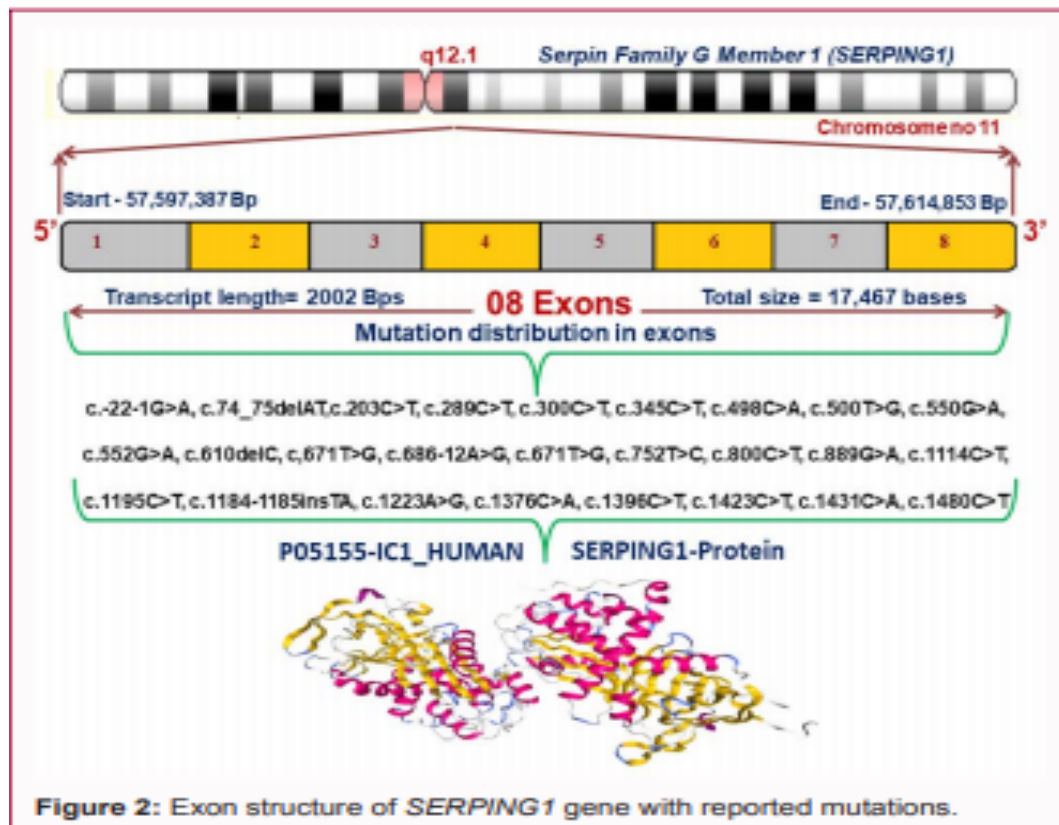 q12.1 Serpin Family G Member 1 (SERPING1)
Chromosome no 11
Start - 57,597,387 Bp End - 57,614,853 Bp
5' 1 2 3 4 5 6 7 8 3'
Transcript length= 2002 Bps 08 Exons Total size = 17,467 bases
Mutation distribution in exons
c.-22-1G>A, c.74_75delAT, c.203C>T, c.289C>T, c.300C>T, c.345C>T, c.498C>A, c.500T>G, c.550G>A,
c.552G>A, c.610delC, c,671T>G, c.686-12A>G, c.671T>G, c.752T>C, c.800C>T, c.889G>A, c.1114C>T,
c.1195C>T, c.1184-1185insTA, c.1223A>G, c.1376C>A, c.1396C>T, c.1423C>T, c.1431C>A, c.1480C>T
P05155-IC1_HUMAN SERPING1-Protein
Figure 2: Exon structure of SERPING1 gene with reported mutations.